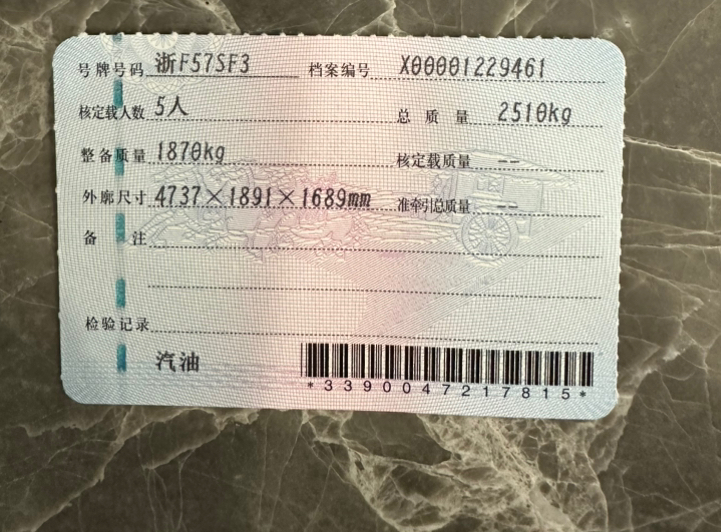 号牌号码 浙F57SF3 档案编号 X00001229461
核定载人数 5人 总质量 2510kg
整备质量 1870kg 核定载质量 --
外廓尺寸 4737×1891×1689mm 准牵引总质量 --
备注
检验记录
汽油
*3390047217815*